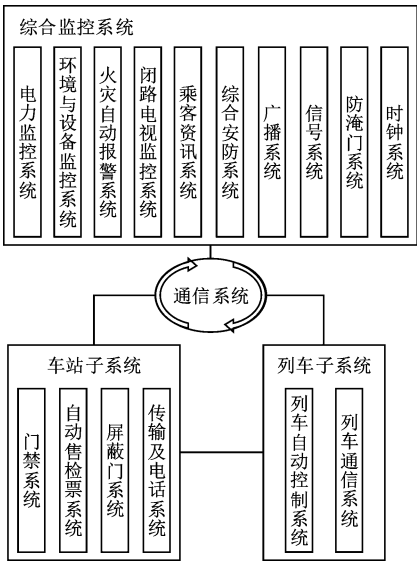 综合监控系统
电力监控系统
环境与设备监控系统
火灾自动报警系统
闭路电视监控系统
乘客资讯系统
综合安防系统
广播系统
信号系统
防淹门系统
时钟系统
通信系统
车站子系统
门禁系统
自动售检票系统
屏蔽门系统
传输及电话系统
列车子系统
列车自动控制系统
列车通信系统